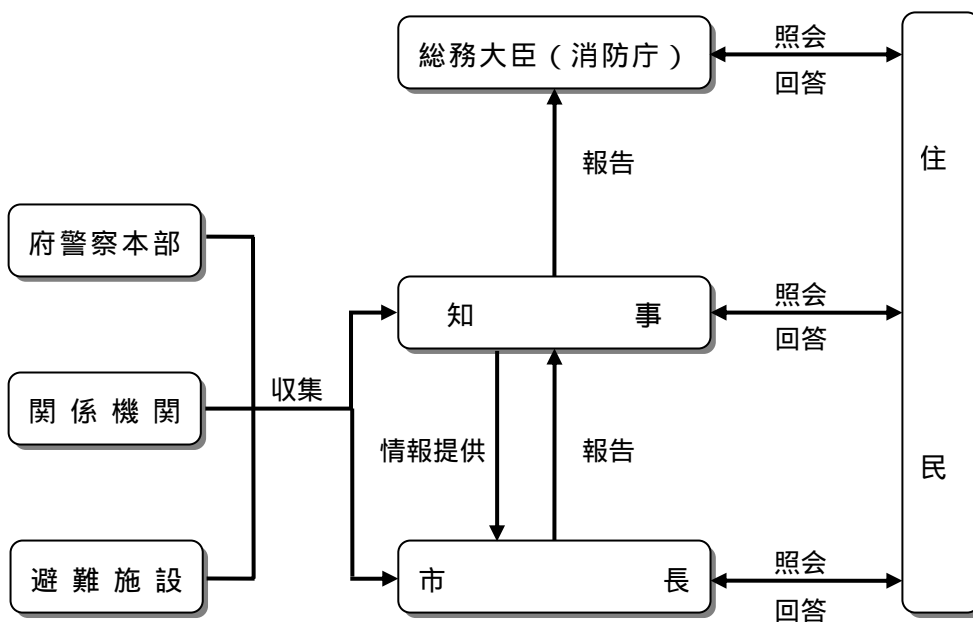 総務大臣（消防庁）
照会
回答
報告
府警察本部
知事
照会
回答
関係機関
収集
情報提供
報告
避難施設
市長
照会
回答
住民